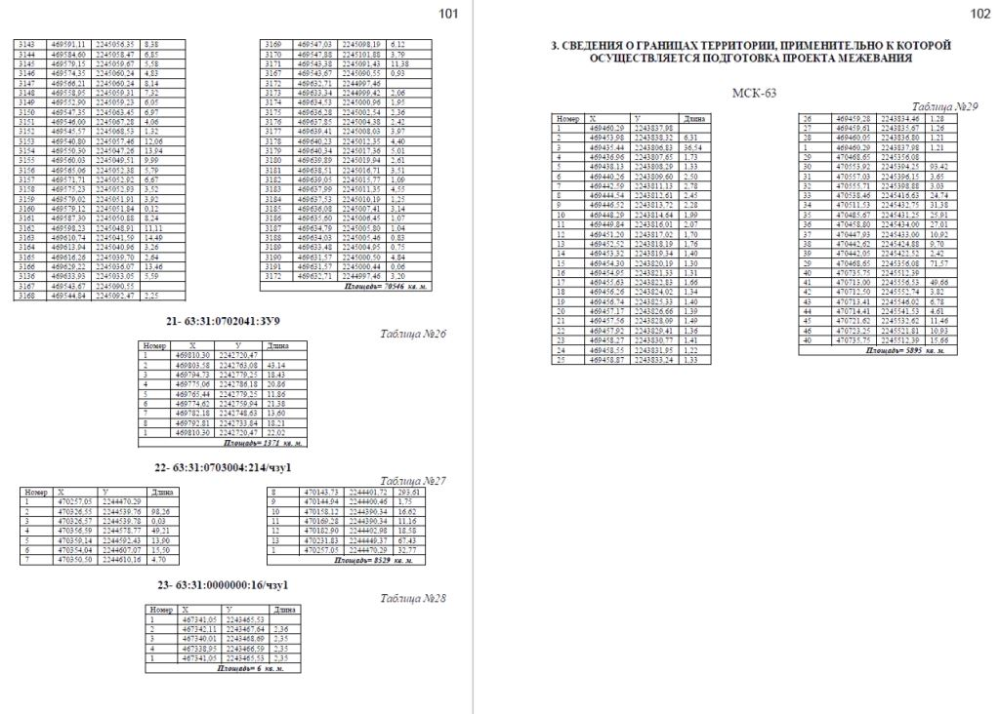 101
3143 469591,11 2245056,35 8,38
3144 469584,60 2245058,47 6,85
3145 469579,15 2245059,67 5,58
3146 469574,35 2245060,24 4,83
3147 469566,21 2245060,24 8,14
3148 469558,95 2245059,31 7,32
3149 469552,90 2245059,23 6,05
3150 469547,35 2245063,45 6,97
3151 469546,00 2245067,28 4,06
3152 469545,57 2245068,53 1,32
3153 469540,80 2245057,46 12,06
3154 469550,30 2245047,26 13,94
3155 469560,03 2245049,51 9,99
3156 469565,06 2245052,38 5,79
3157 469571,71 2245052,92 6,67
3158 469575,23 2245052,93 3,52
3159 469579,02 2245051,91 3,92
3160 469579,12 2245051,84 0,12
3161 469587,30 2245050,88 8,24
3162 469598,23 2245048,91 11,11
3163 469610,74 2245041,59 14,49
3164 469613,94 2245040,96 3,26
3165 469616,26 2245039,70 2,64
3166 469629,22 2245036,07 13,46
3136 469633,93 2245033,05 5,59
3167 469543,67 2245090,55
3168 469544,84 2245092,47 2,25
3169 469547,03 2245098,19 6,12
3170 469547,88 2245101,88 3,79
3171 469543,38 2245091,43 11,38
3167 469543,67 2245090,55 0,93
3172 469632,71 2244997,46
3173 469633,34 2244999,42 2,06
3174 469634,53 2245000,96 1,95
3175 469636,28 2245002,54 2,36
3176 469637,85 2245004,38 2,42
3177 469639,41 2245008,03 3,97
3178 469640,23 2245012,35 4,40
3179 469640,34 2245017,36 5,01
3180 469639,89 2245019,94 2,61
3181 469638,51 2245016,71 3,51
3182 469639,05 2245015,77 1,09
3183 469637,99 2245011,35 4,55
3184 469637,53 2245010,19 1,25
3185 469636,08 2245007,41 3,14
3186 469635,60 2245006,45 1,07
3187 469634,79 2245005,80 1,04
3188 469634,03 2245005,46 0,83
3189 469633,48 2245004,95 0,75
3190 469631,57 2245000,50 4,84
3191 469631,57 2245000,44 0,06
3172 469632,71 2244997,46 3,20
Площадь= 70546 кв. м.
21- 63:31:0702041:ЗУ9
Таблица №26
Номер X У Длина
1 469810,30 2242720,47
2 469803,58 2242763,08 43,14
3 469794,73 2242779,25 18,43
4 469775,06 2242786,18 20,86
5 469765,44 2242779,25 11,86
6 469774,62 2242759,94 21,38
7 469782,18 2242748,63 13,60
8 469792,81 2242733,84 18,21
1 469810,30 2242720,47 22,02
Площадь= 1371 кв. м.
22- 63:31:0703004:214/чзу1
Таблица №27
Номер X У Длина
1 470257,05 2244470,29
2 470326,55 2244539,76 98,26
3 470326,57 2244539,78 0,03
4 470356,59 2244578,77 49,21
5 470359,14 2244592,43 13,90
6 470354,04 2244607,07 15,50
7 470350,50 2244610,16 4,70
8 470143,73 2244401,72 293,61
9 470144,94 2244400,46 1,75
10 470158,12 2244390,34 16,62
11 470169,28 2244390,34 11,16
12 470182,90 2244402,98 18,58
13 470231,83 2244449,37 67,43
1 470257,05 2244470,29 32,77
Площадь= 8529 кв. м.
23- 63:31:0000000:16/чзу1
Таблица №28
Номер X У Длина
1 467341,05 2243465,53
2 467342,11 2243467,64 2,36
3 467340,01 2243468,69 2,35
4 467338,95 2243466,59 2,35
1 467341,05 2243465,53 2,35
Площадь= 6 кв. м.
102
3. СВЕДЕНИЯ О ГРАНИЦАХ ТЕРРИТОРИИ, ПРИМЕНИТЕЛЬНО К КОТОРОЙ
ОСУЩЕСТВЛЯЕТСЯ ПОДГОТОВКА ПРОЕКТА МЕЖЕВАНИЯ
МСК-63
Таблица №29
Номер X У Длина
1 469460,29 2243837,98
2 469453,98 2243838,32 6,31
3 469435,44 2243806,83 36,54
4 469436,96 2243807,65 1,73
5 469438,13 2243808,29 1,33
6 469440,26 2243809,60 2,50
7 469442,59 2243811,13 2,78
8 469444,54 2243812,61 2,45
9 469446,52 2243813,72 2,28
10 469448,29 2243814,64 1,99
11 469449,84 2243816,01 2,07
12 469451,20 2243817,02 1,70
13 469452,52 2243818,19 1,76
14 469453,32 2243819,34 1,40
15 469454,30 2243820,19 1,30
16 469454,95 2243821,33 1,31
17 469455,63 2243822,83 1,66
18 469456,26 2243824,02 1,34
19 469456,74 2243825,33 1,40
20 469457,17 2243826,66 1,39
21 469457,56 2243828,09 1,49
22 469457,92 2243829,41 1,36
23 469458,27 2243830,77 1,41
24 469458,55 2243831,95 1,22
25 469458,87 2243833,24 1,33
26 469459,28 2243834,46 1,28
27 469459,61 2243835,67 1,26
28 469460,05 2243836,80 1,21
1 469460,29 2243837,98 1,21
29 470468,65 2245356,08
30 470553,92 2245394,25 93,42
31 470557,03 2245396,15 3,65
32 470555,71 2245398,88 3,03
33 470538,46 2245416,63 24,74
34 470511,53 2245432,75 31,38
35 470485,67 2245431,25 25,91
36 470458,80 2245434,00 27,01
37 470447,93 2245433,00 10,92
38 470442,62 2245424,88 9,70
39 470442,05 2245422,52 2,42
29 470468,65 2245356,08 71,57
40 470735,75 2245512,39
41 470713,00 2245556,53 49,66
42 470712,50 2245552,74 3,82
43 470713,41 2245546,02 6,78
44 470714,41 2245541,53 4,61
45 470721,62 2245532,62 11,46
46 470723,25 2245521,81 10,93
40 470735,75 2245512,39 15,66
Площадь= 5895 кв. м.